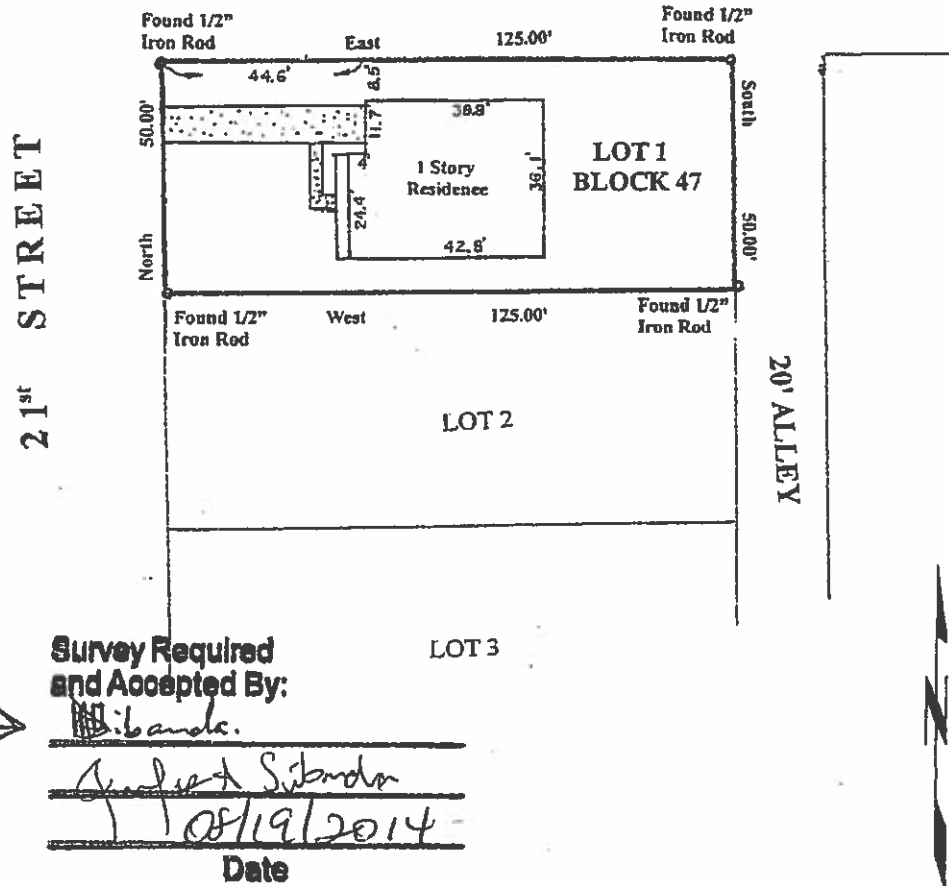 Found 1/2"
Iron Rod
East
125.00'
Found 1/2"
Iron Rod
44.6'
8.5'
50.00'
11.7'
38.8'
South
4'
1 Story
Residence
36.1'
LOT 1
BLOCK 47
24.4'
42.8'
North
50.00'
Found 1/2"
Iron Rod
West
125.00'
Found 1/2"
Iron Rod
21st STREET
LOT 2
20' ALLEY
LOT 3
N
Survey Required
and Accepted By:
Sibanda
08/19/2014
Date